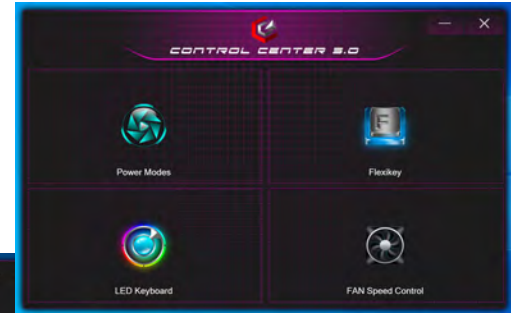 CONTROL CENTER 3.0
Power Modes
Flexikey
F
LED Keyboard
FAN Speed Control